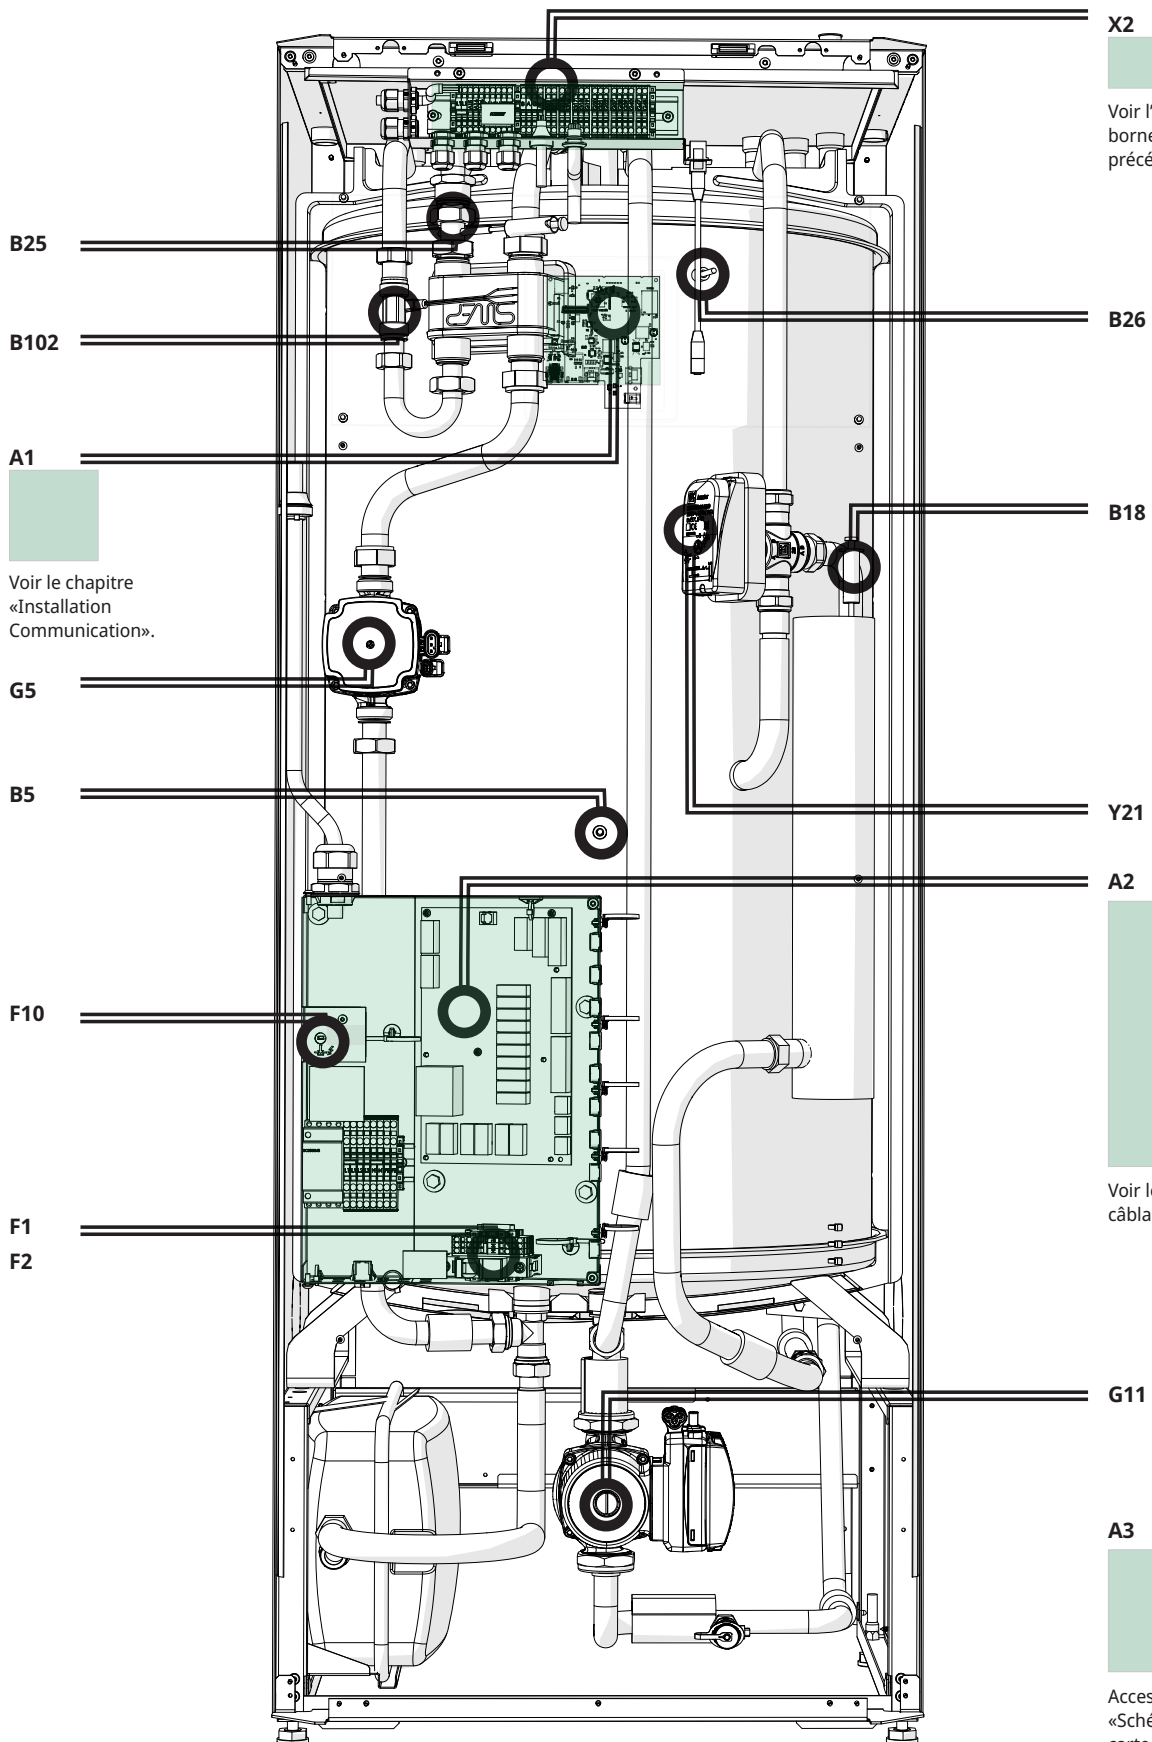 X2
Voir l’
borne
précé
B25
B102
B26
A1
Voir le chapitre
«Installation
Communication».
B18
G5
B5
Y21
A2
F10
Voir le
câbla
F1
F2
G11
A3
Acces
«Sché